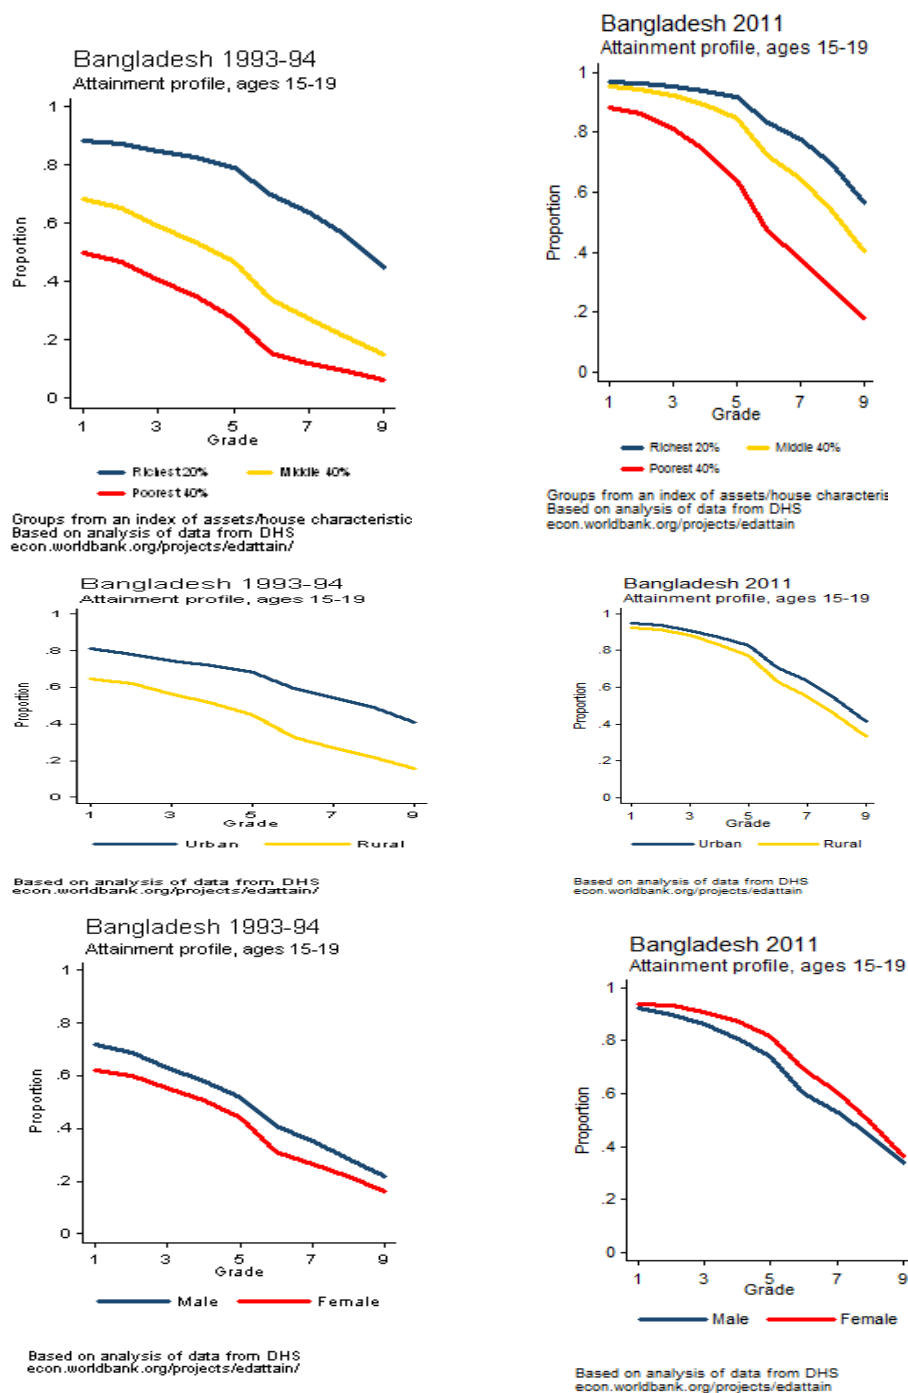 Bangladesh 1993-94
Attainment profile, ages 15-19
1
.8
.6
.4
.2
0
Proportion
1 3 5 7 9
Grade
Richest 20% Middle 40%
Poorest 40%
Groups from an index of assets/house characteristic
Based on analysis of data from DHS
econ.worldbank.org/projects/edattain/
Bangladesh 2011
Attainment profile, ages 15-19
1
.8
.6
.4
.2
0
Proportion
1 3 5 7 9
Grade
Richest 20% Middle 40%
Poorest 40%
Groups from an index of assets/house characteris
Based on analysis of data from DHS
econ.worldbank.org/projects/edattain
Bangladesh 1993-94
Attainment profile, ages 15-19
1
.8
.6
.4
.2
0
Proportion
1 3 5 7 9
Grade
Urban Rural
Based on analysis of data from DHS
econ.worldbank.org/projects/edattain/
Bangladesh 2011
Attainment profile, ages 15-19
1
.8
.6
.4
.2
0
Proportion
1 3 5 7 9
Grade
Urban Rural
Based on analysis of data from DHS
econ.worldbank.org/projects/edattain
Bangladesh 1993-94
Attainment profile, ages 15-19
1
.8
.6
.4
.2
0
Proportion
1 3 5 7 9
Grade
Male Female
Based on analysis of data from DHS
econ.worldbank.org/projects/edattain/
Bangladesh 2011
Attainment profile, ages 15-19
1
.8
.6
.4
.2
0
Proportion
1 3 5 7 9
Grade
Male Female
Based on analysis of data from DHS
econ.worldbank.org/projects/edattain